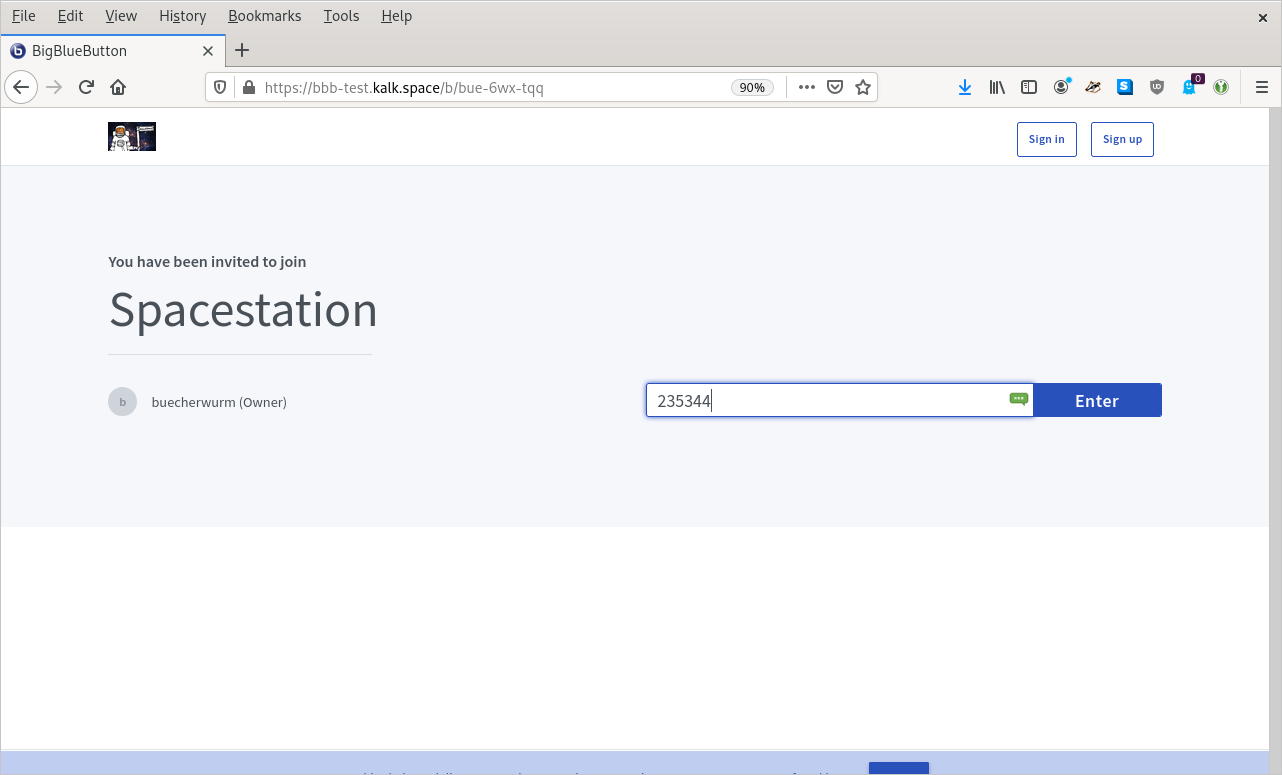 File Edit View History Bookmarks Tools Help
BigBlueButton
https://bbb-test.kalk.space/b/bue-6wx-tqq 90%
0
Sign in Sign up
You have been invited to join
Spacestation
b buecherwurm (Owner)
235344 Enter